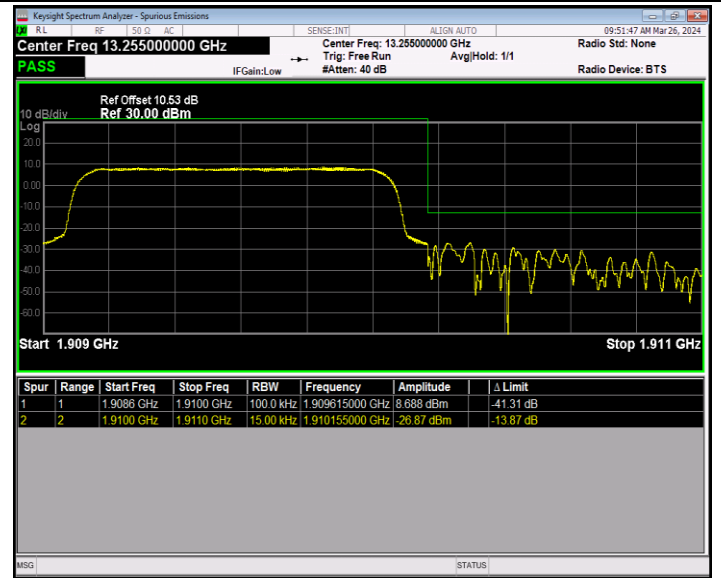 Keysight Spectrum Analyzer - Spurious Emissions
RL RF 50 Ω AC SENSE:INT ALIGN AUTO 09:51:47 AM Mar 26, 2024
Center Freq 13.255000000 GHz Center Freq: 13.255000000 GHz Radio Std: None
Trig: Free Run Avg|Hold: 1/1
PASS IFGain:Low #Atten: 40 dB Radio Device: BTS
Ref Offset 10.53 dB
10 dB/div Ref 30.00 dBm
Log
20.0
10.0
0.00
-10.0
-20.0
-30.0
-40.0
-50.0
-60.0
Start 1.909 GHz Stop 1.911 GHz
Spur Range Start Freq Stop Freq RBW Frequency Amplitude Δ Limit
1 1 1.9086 GHz 1.9100 GHz 100.0 kHz 1.909615000 GHz 8.688 dBm -41.31 dB
2 2 1.9100 GHz 1.9110 GHz 15.00 kHz 1.910155000 GHz -26.87 dBm -13.87 dB
MSG STATUS